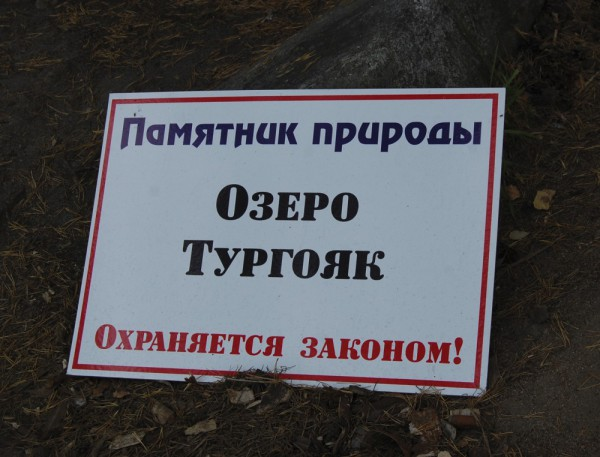 Памятник природы
Озеро
Тургояк
Охраняется законом!